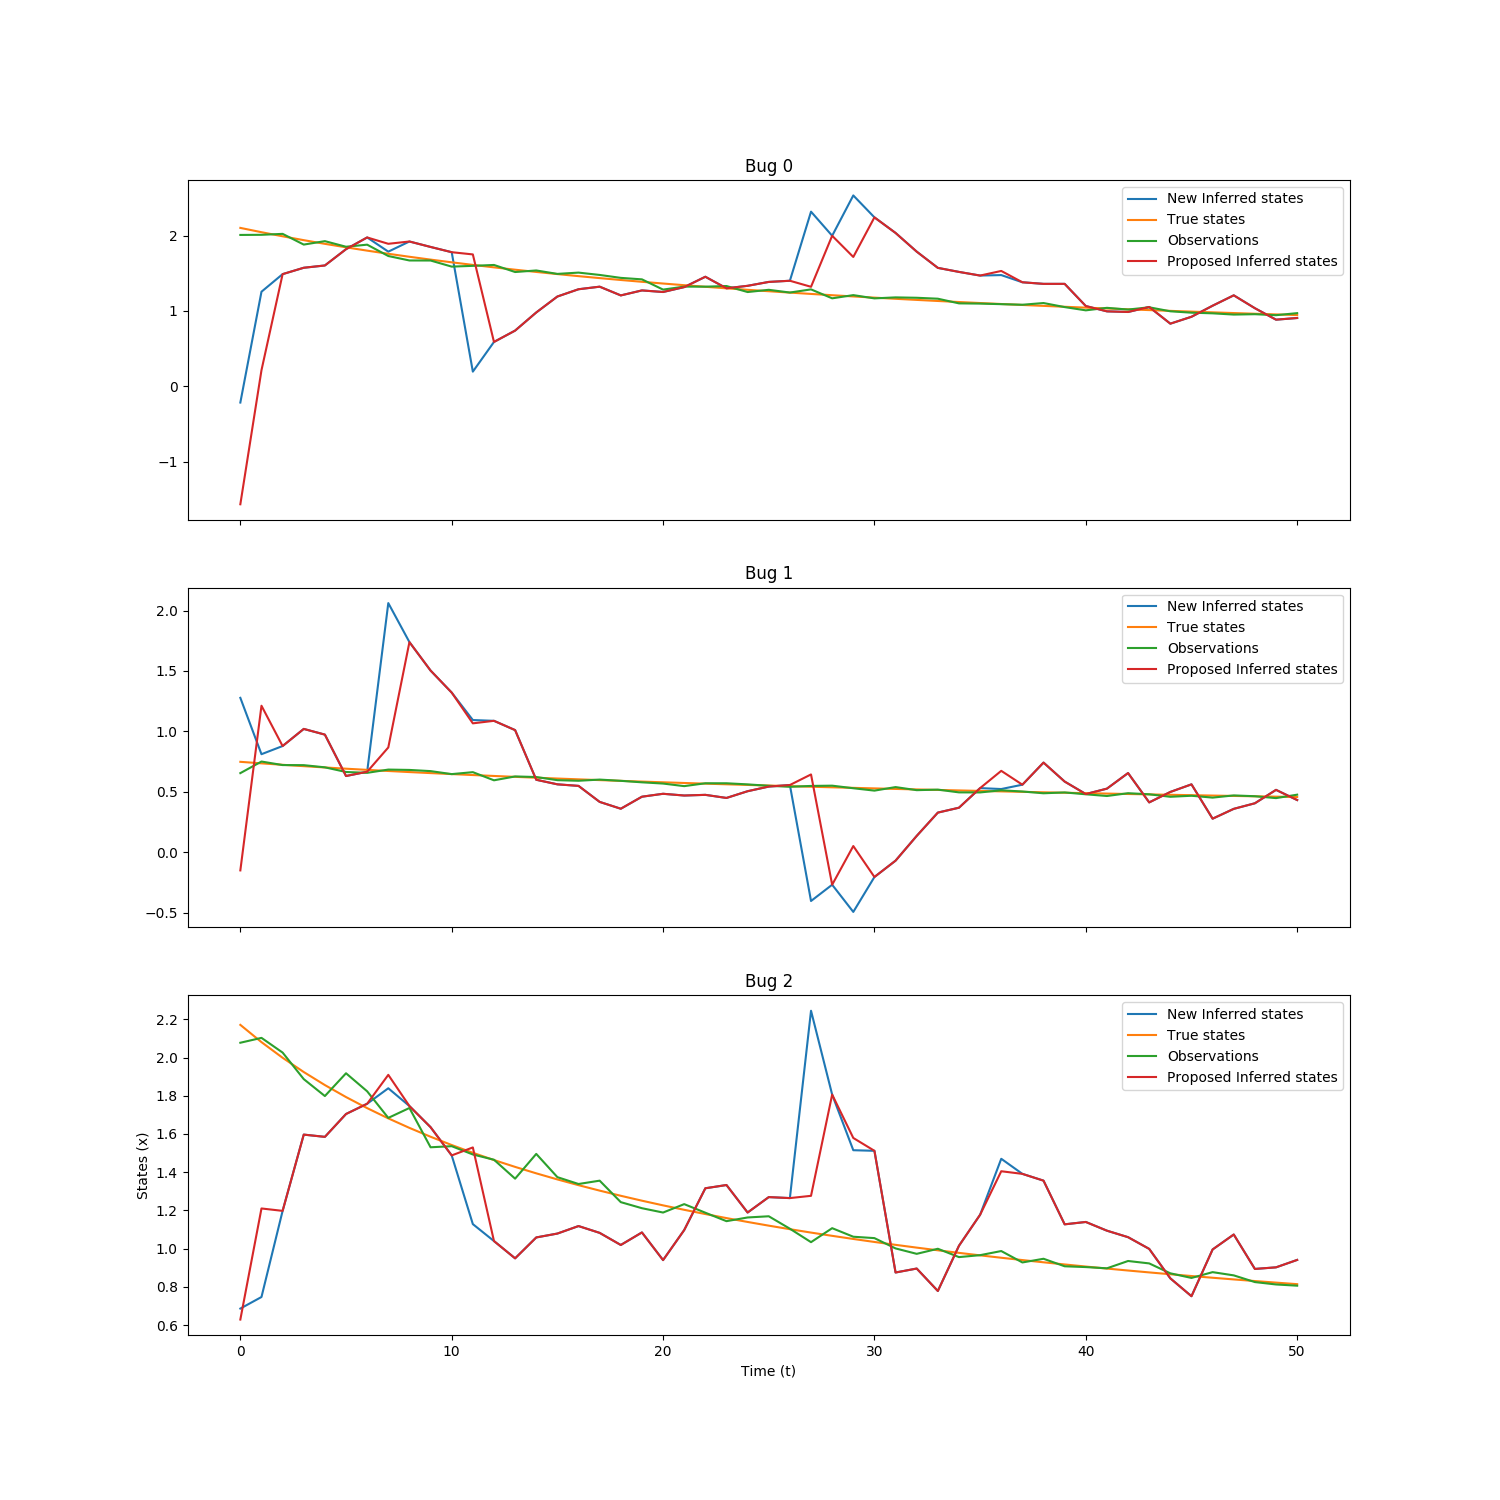 Bug 0
New Inferred states
True states
Observations
Proposed Inferred states
2
1
0
−1
Bug 1
New Inferred states
True states
Observations
Proposed Inferred states
2.0
1.5
1.0
0.5
0.0
−0.5
Bug 2
New Inferred states
True states
Observations
Proposed Inferred states
2.2
2.0
1.8
1.6
1.4
1.2
1.0
0.8
0.6
States (x)
0 10 20 30 40 50
Time (t)